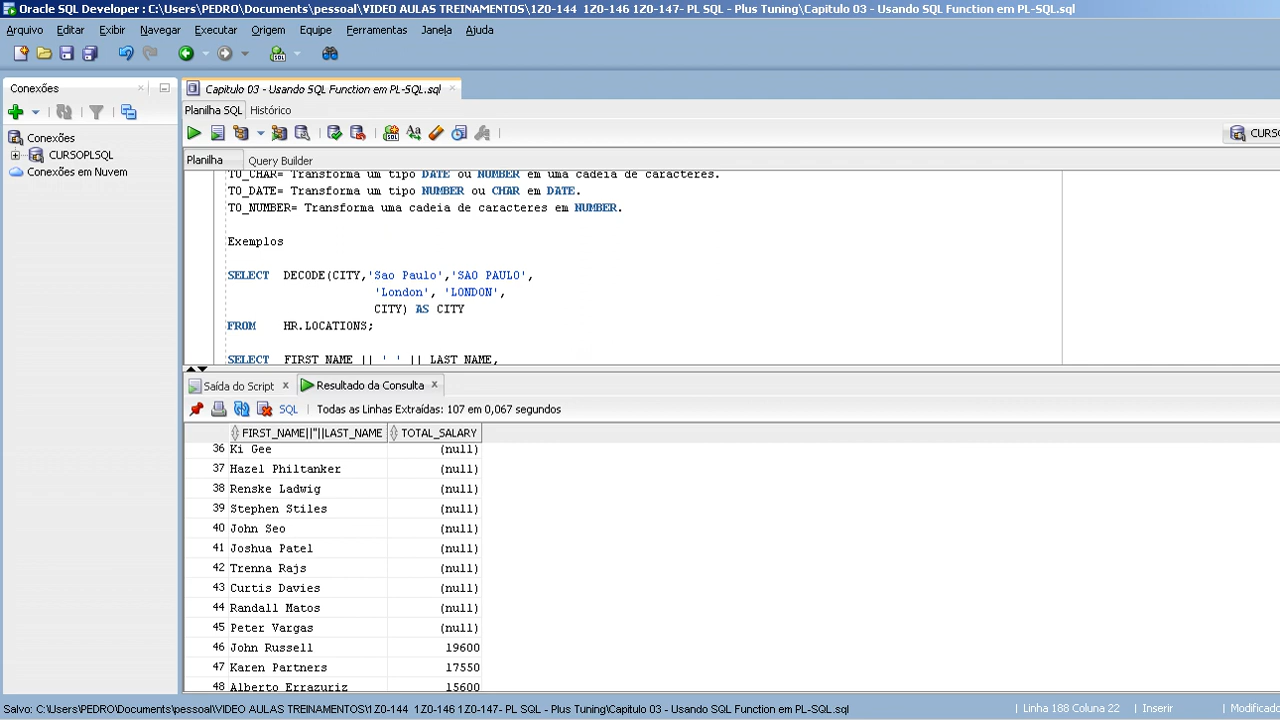 Oracle SQL Developer : C:\Users\PEDRO\Documents\pessoal\VIDEO AULAS TREINAMENTOS\1Z0-144 1Z0-146 1Z0-147- PL SQL - Plus Tuning\Capitulo 03 - Usando SQL Function em PL-SQL.sql
Arquivo Editar Exibir Navegar Executar Origem Equipe Ferramentas Janela Ajuda
Conexões
Capitulo 03 - Usando SQL Function em PL-SQL.sql
Planilha SQL Histórico
Conexões
CURSOPLSQL
Conexões em Nuvem
CURSO
Planilha Query Builder
TO_CHAR= Transforma um tipo DATE ou NUMBER em uma cadeia de caracteres.
TO_DATE= Transforma um tipo NUMBER ou CHAR em DATE.
TO_NUMBER= Transforma uma cadeia de caracteres em NUMBER.
Exemplos
SELECT DECODE(CITY,'Sao Paulo','SAO PAULO',
'London', 'LONDON',
CITY) AS CITY
FROM HR.LOCATIONS;
SELECT FIRST_NAME || ' ' || LAST_NAME,
Saída do Script Resultado da Consulta
SQL Todas as Linhas Extraídas: 107 em 0,067 segundos
FIRST_NAME||''||LAST_NAME TOTAL_SALARY
36 Ki Gee (null)
37 Hazel Philtanker (null)
38 Renske Ladwig (null)
39 Stephen Stiles (null)
40 John Seo (null)
41 Joshua Patel (null)
42 Trenna Rajs (null)
43 Curtis Davies (null)
44 Randall Matos (null)
45 Peter Vargas (null)
46 John Russell 19600
47 Karen Partners 17550
48 Alberto Errazuriz 15600
Salvo: C:\Users\PEDRO\Documents\pessoal\VIDEO AULAS TREINAMENTOS\1Z0-144 1Z0-146 1Z0-147- PL SQL - Plus Tuning\Capitulo 03 - Usando SQL Function em PL-SQL.sql
Linha 188 Coluna 22 Inserir Modificado